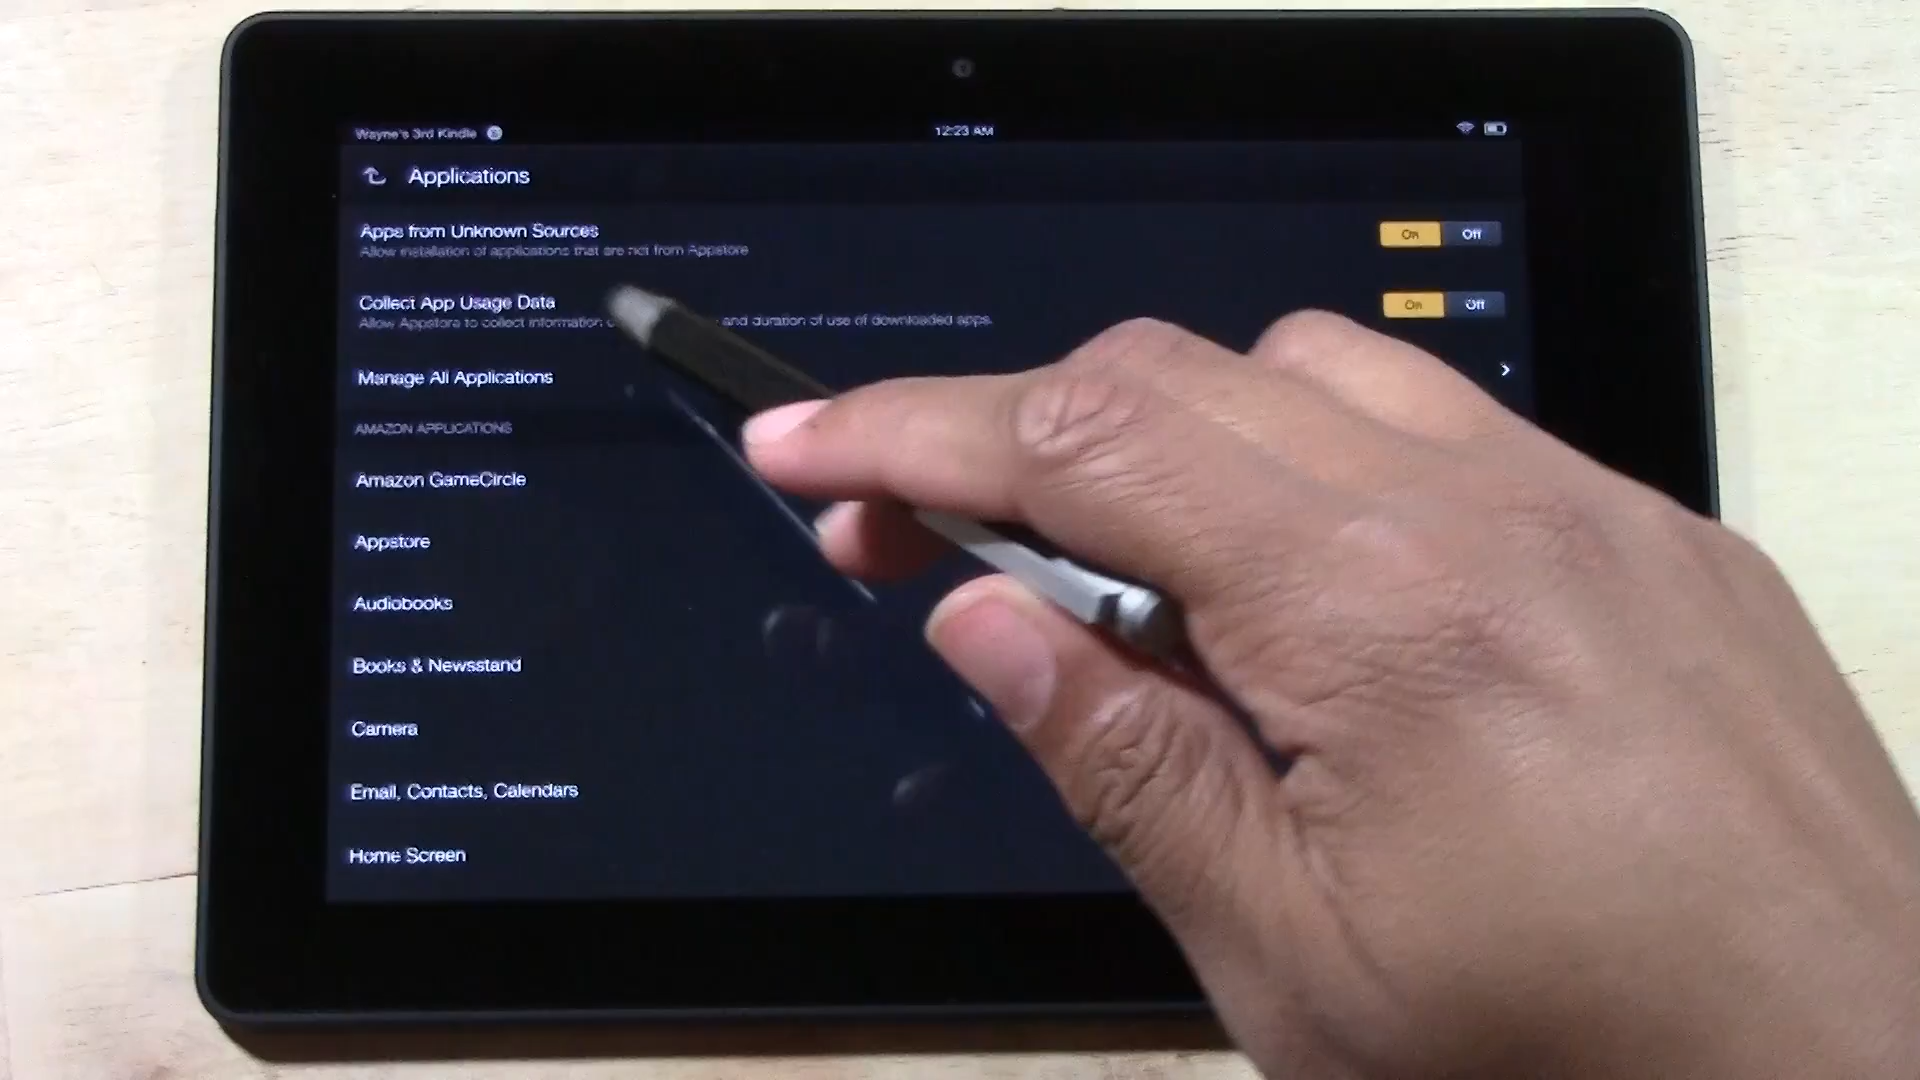 Wayne's 3rd Kindle 6
12:23 AM
Applications
Apps from Unknown Sources
Allow installation of applications that are not from Appstore
On Off
Collect App Usage Data
Allow Appstore to collect information and duration of use of downloaded apps.
On Off
Manage All Applications
AMAZON APPLICATIONS
Amazon GameCircle
Appstore
Audiobooks
Books & Newsstand
Camera
Email, Contacts, Calendars
Home Screen